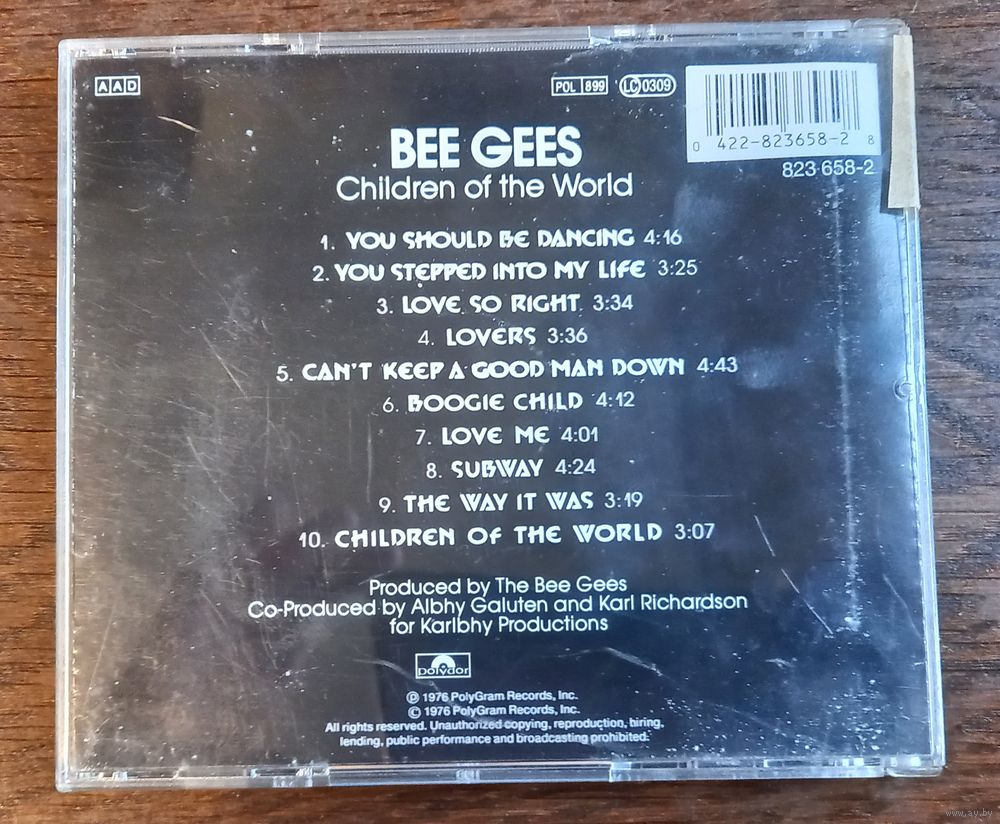 AAD
POL 899 LC 0309
0 422-823658-2 8
823 658-2
BEE GEES
Children of the World
1. YOU SHOULD BE DANCING 4:16
2. YOU STEPPED INTO MY LIFE 3:25
3. LOVE SO RIGHT 3:34
4. LOVERS 3:36
5. CAN'T KEEP A GOOD MAN DOWN 4:43
6. BOOGIE CHILD 4:12
7. LOVE ME 4:01
8. SUBWAY 4:24
9. THE WAY IT WAS 3:19
10. CHILDREN OF THE WORLD 3:07
Produced by The Bee Gees
Co-Produced by Albhy Galuten and Karl Richardson
for Karlbhy Productions
polydor
℗ 1976 PolyGram Records, Inc.
© 1976 PolyGram Records, Inc.
All rights reserved. Unauthorized copying, reproduction, hiring,
lending, public performance and broadcasting prohibited.
www.ay.by